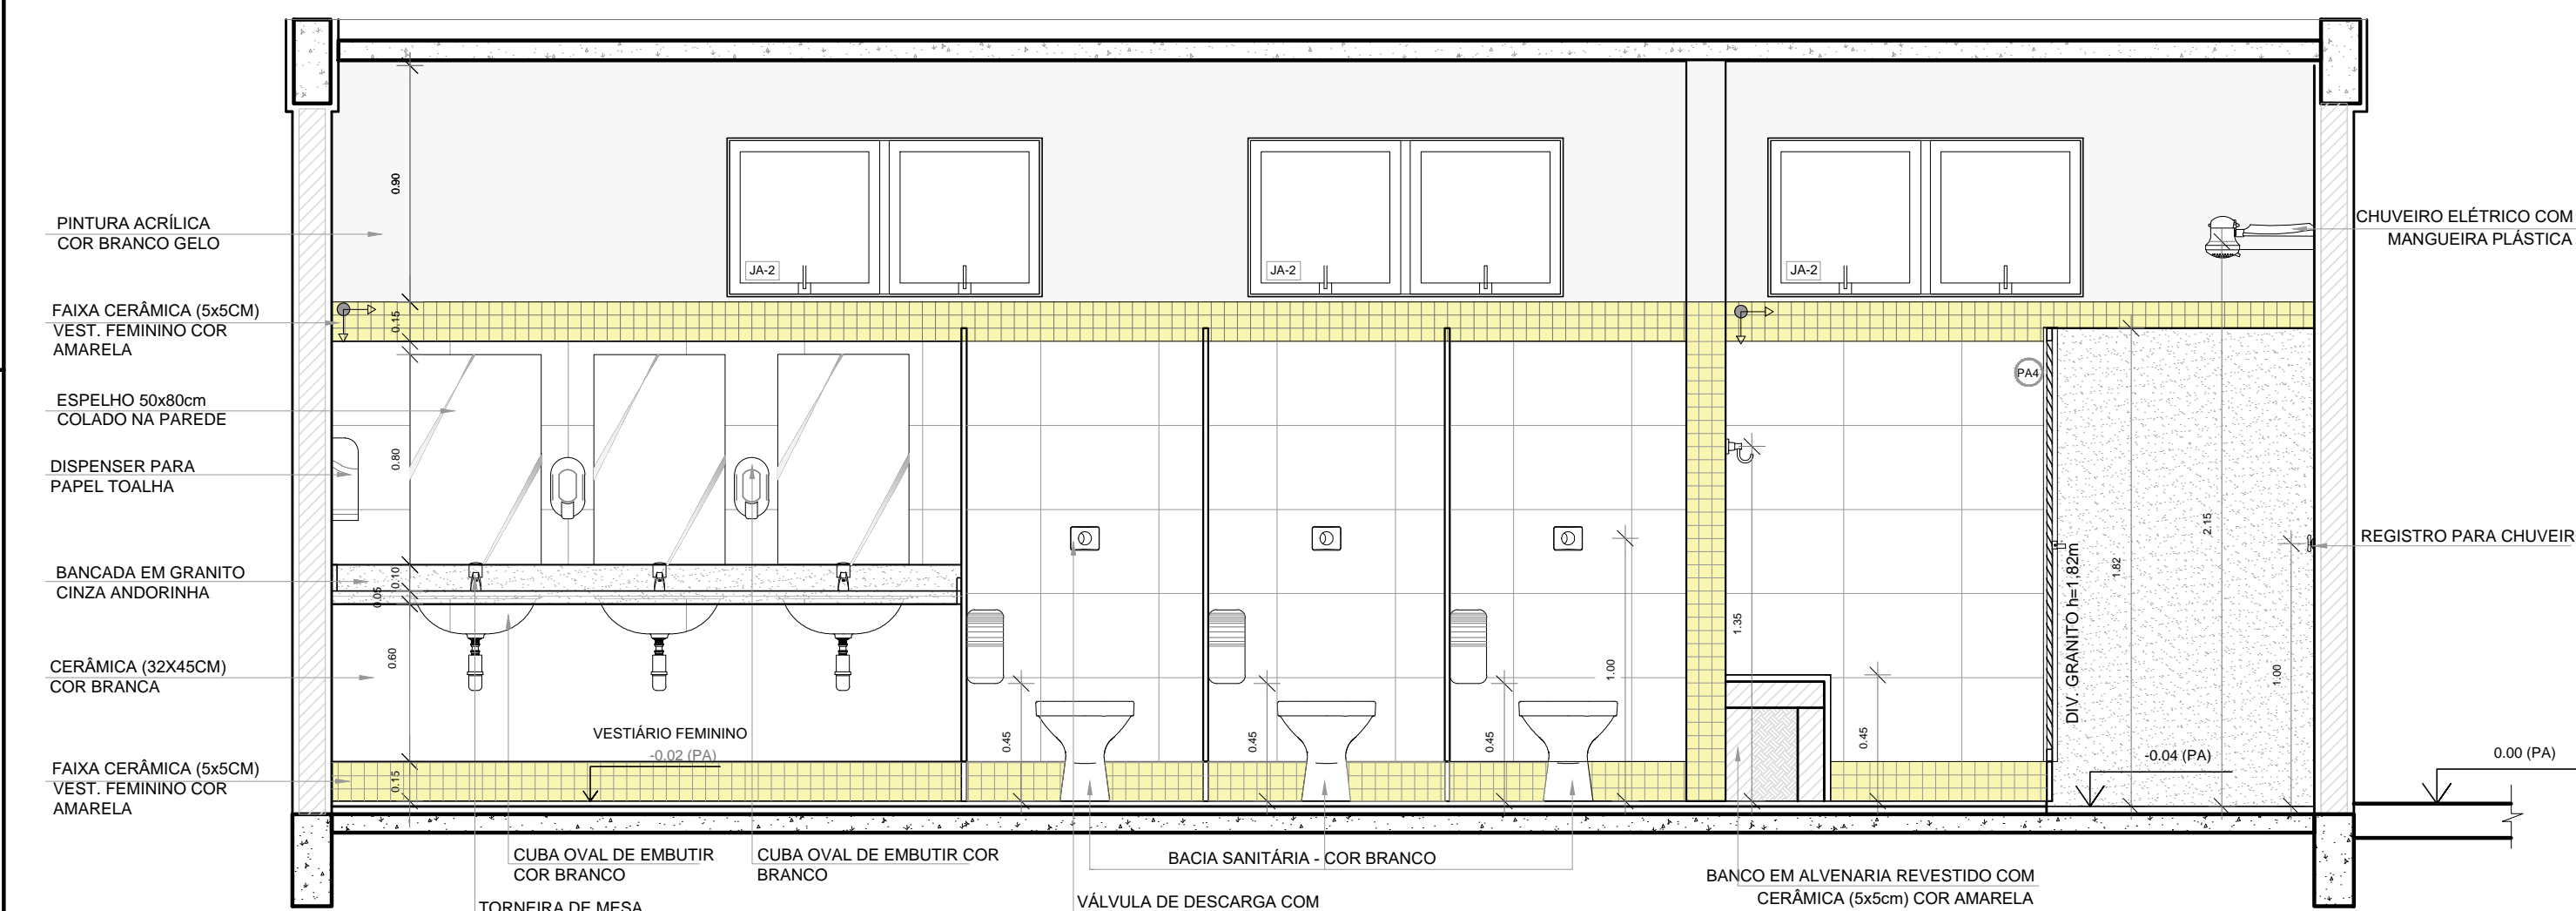 PINTURA ACRÍLICA
COR BRANCO GELO
FAIXA CERÂMICA (5x5CM)
VEST. FEMININO COR
AMARELA
ESPELHO 50x80cm
COLADO NA PAREDE
DISPENSER PARA
PAPEL TOALHA
BANCADA EM GRANITO
CINZA ANDORINHA
CERÂMICA (32X45CM)
COR BRANCA
FAIXA CERÂMICA (5x5CM)
VEST. FEMININO COR
AMARELA
0.90
0.15
0.80
0.10
0.05
0.60
0.15
JA-2
JA-2
JA-2
VESTIÁRIO FEMININO
-0.02 (PA)
0.45
0.45
0.45
1.00
1.35
0.45
PA4
DIV. GRANITO h=1,82m
1.82
2.15
1.00
-0.04 (PA)
0.00 (PA)
CHUVEIRO ELÉTRICO COM
MANGUEIRA PLÁSTICA
REGISTRO PARA CHUVEIR
CUBA OVAL DE EMBUTIR
COR BRANCO
CUBA OVAL DE EMBUTIR COR
BRANCO
BACIA SANITÁRIA - COR BRANCO
BANCO EM ALVENARIA REVESTIDO COM
CERÂMICA (5x5cm) COR AMARELA
TORNEIRA DE MESA
VÁLVULA DE DESCARGA COM